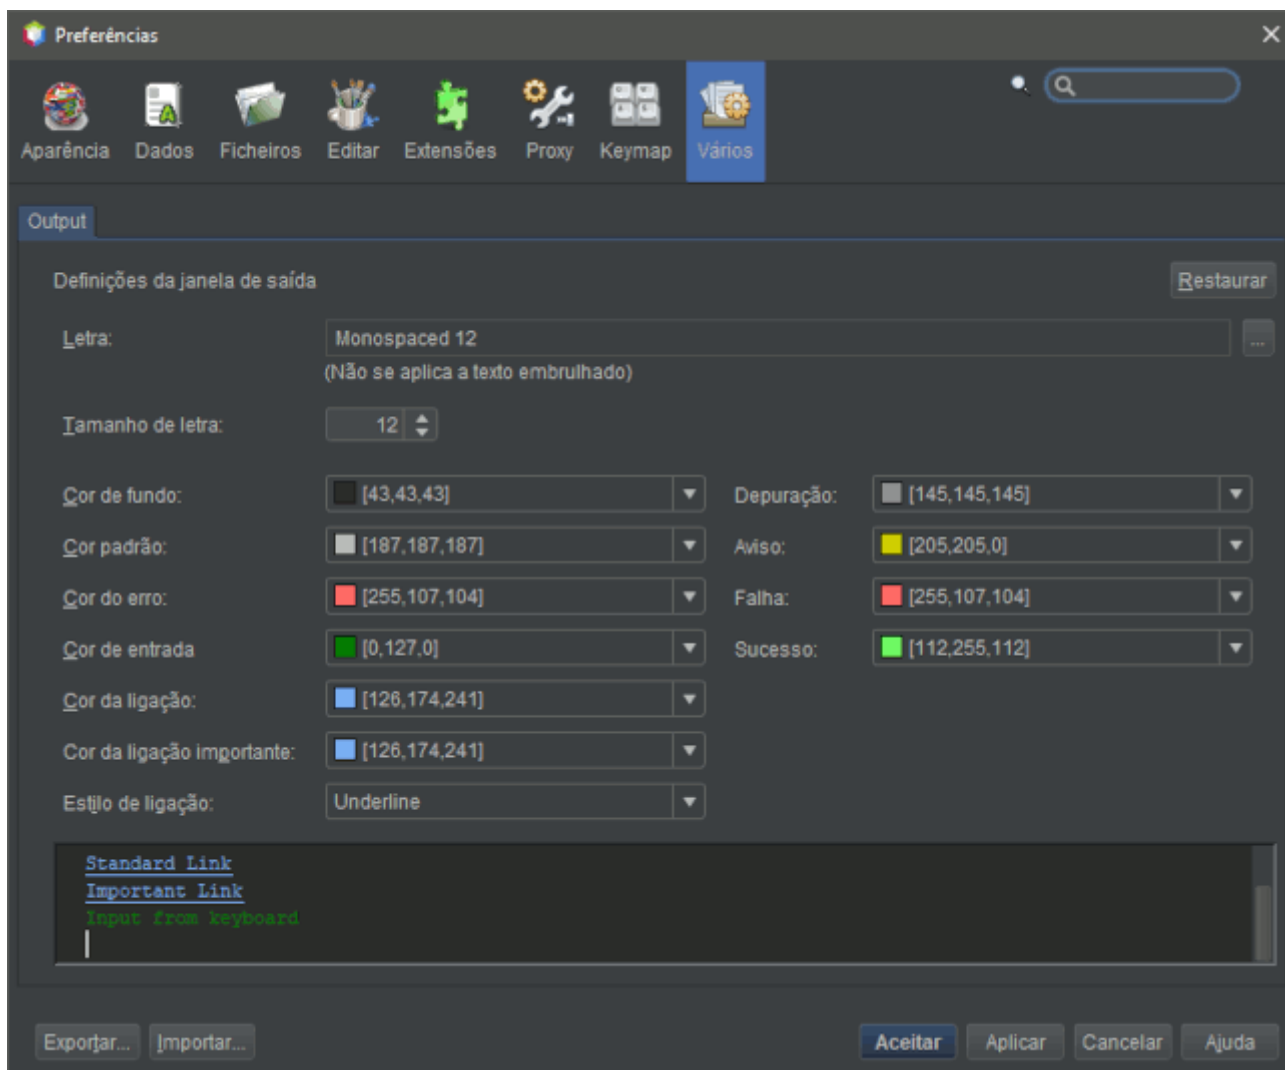 Preferências
Aparência Dados Ficheiros Editar Extensões Proxy Keymap Vários
Output
Definições da janela de saída Restaurar
Letra: Monospaced 12 ...
(Não se aplica a texto embrulhado)
Tamanho de letra: 12
Cor de fundo: [43,43,43] Depuração: [145,145,145]
Cor padrão: [187,187,187] Aviso: [205,205,0]
Cor do erro: [255,107,104] Falha: [255,107,104]
Cor de entrada [0,127,0] Sucesso: [112,255,112]
Cor da ligação: [126,174,241]
Cor da ligação importante: [126,174,241]
Estilo de ligação: Underline
Standard Link
Important Link
Input from keyboard
Exportar... Importar... Aceitar Aplicar Cancelar Ajuda